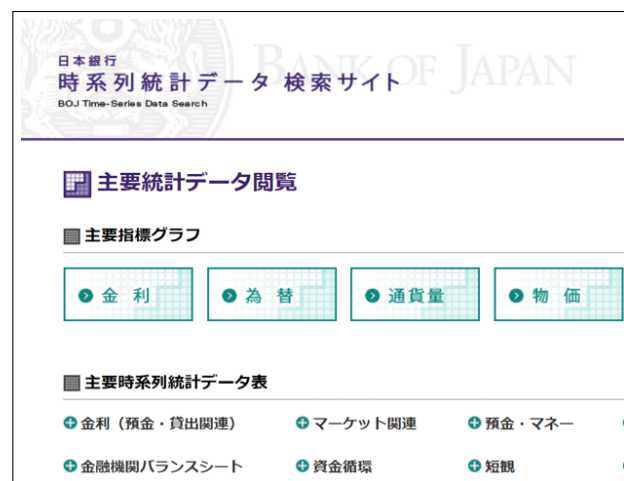 BANK OF JAPAN
日本銀行
時系列統計データ 検索サイト
BOJ Time-Series Data Search
主要統計データ閲覧
主要指標グラフ
金 利 為 替 通貨量 物 価
主要時系列統計データ表
金利（預金・貸出関連） マーケット関連 預金・マネー
金融機関バランスシート 資金循環 短観